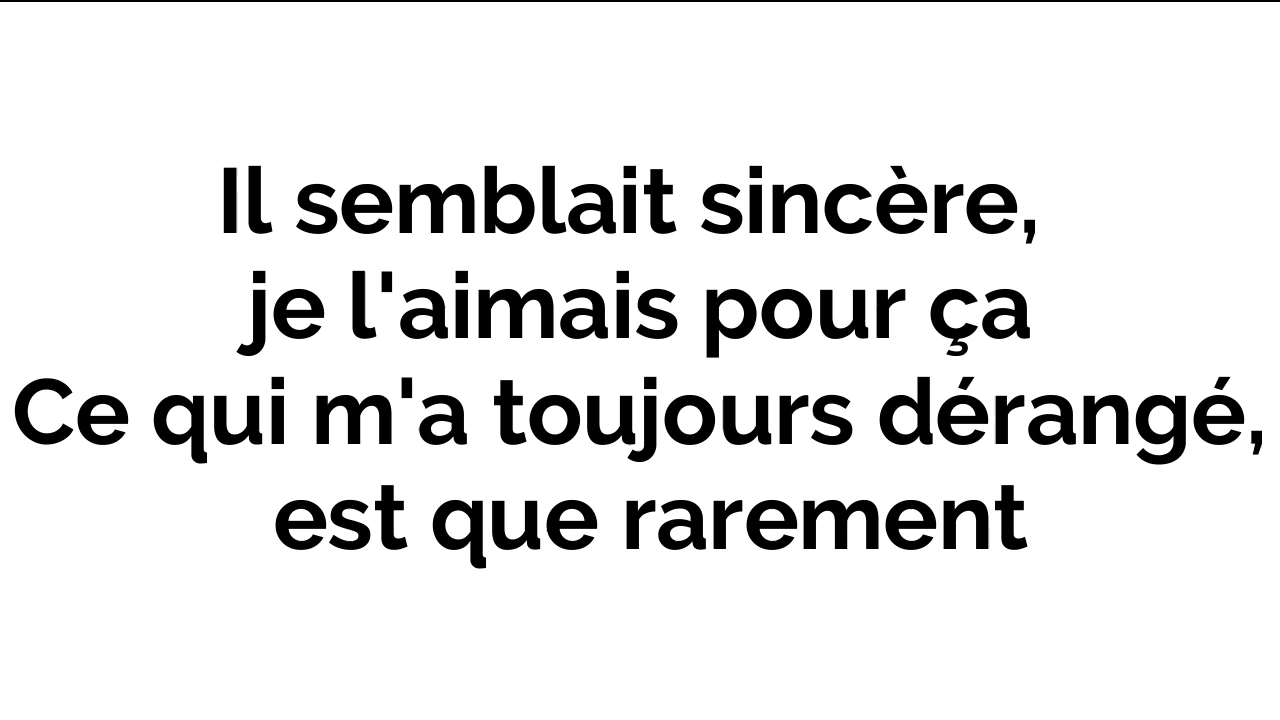 Il semblait sincère,
je l'aimais pour ça
Ce qui m'a toujours dérangé,
est que rarement